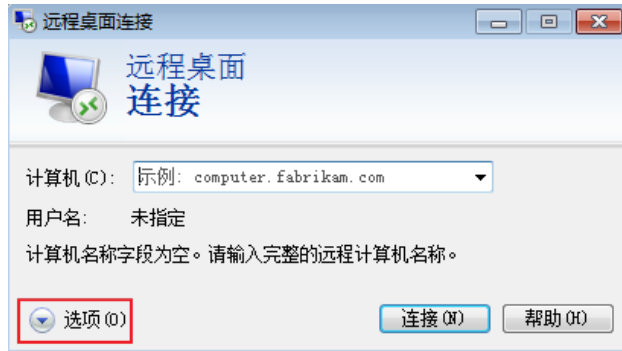 远程桌面连接
远程桌面
连接
计算机(C): 示例: computer.fabrikam.com
用户名: 未指定
计算机名称字段为空。请输入完整的远程计算机名称。
选项(O) 连接(N) 帮助(H)